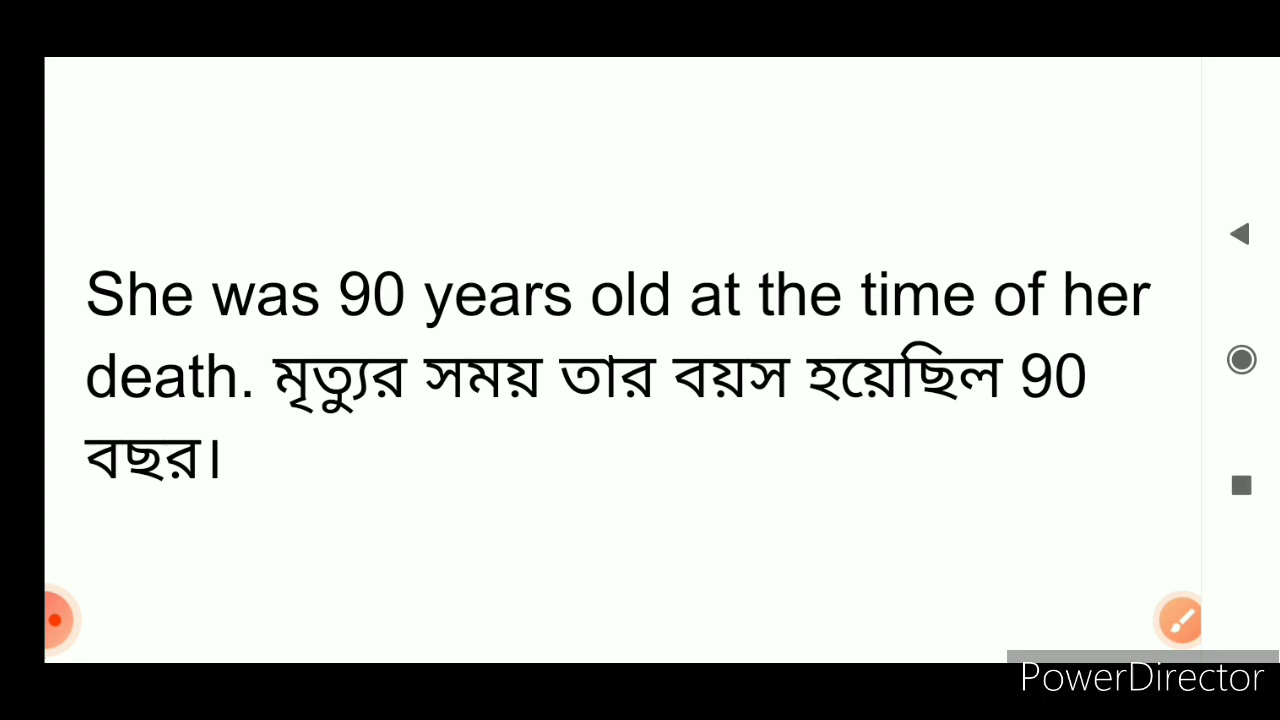 She was 90 years old at the time of her
death. মৃত্যুর সময় তার বয়স হয়েছিল 90
বছর।
PowerDirector